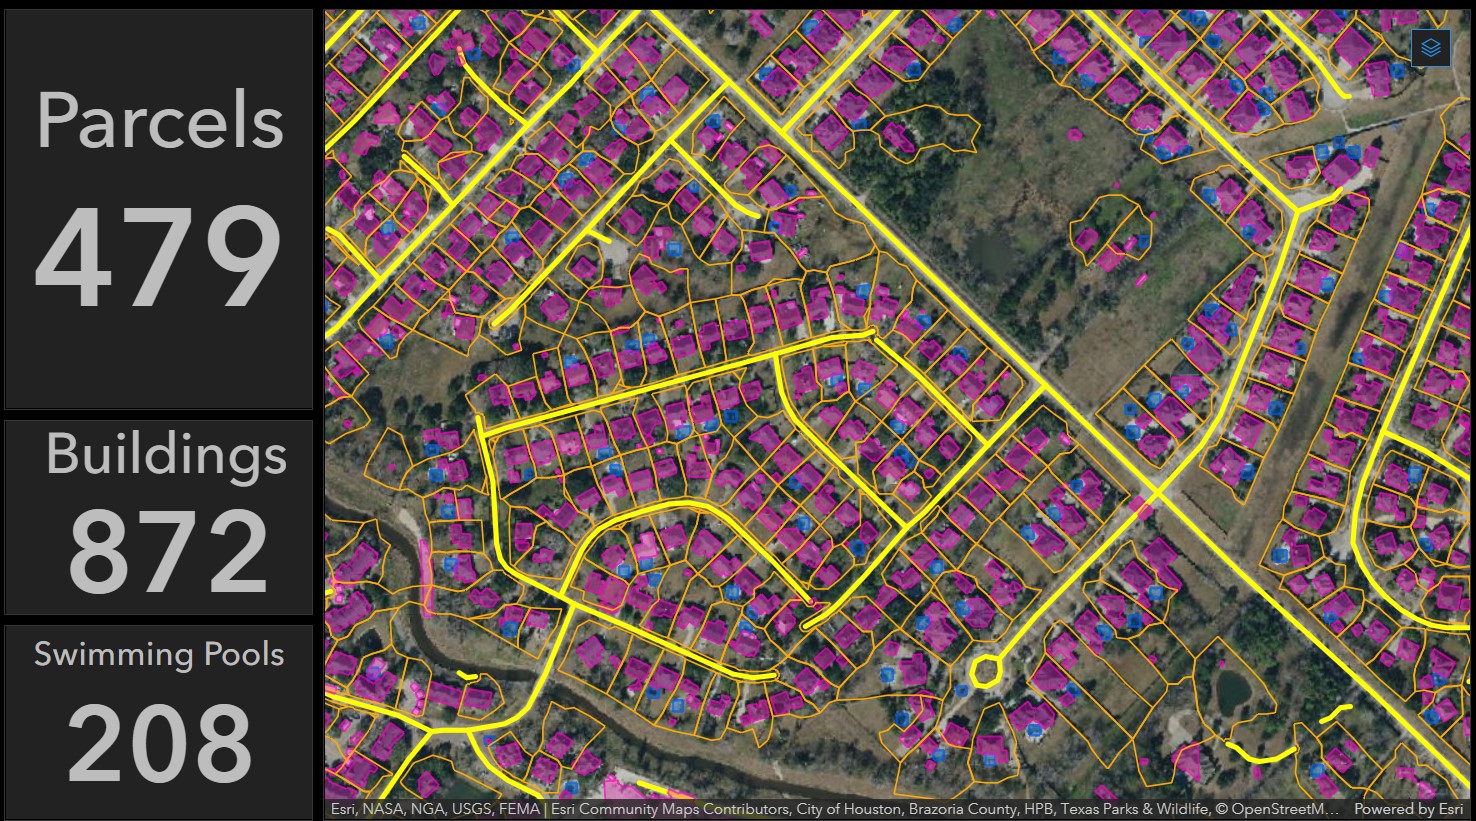 Parcels
479
Buildings
872
Swimming Pools
208
Esri, NASA, NGA, USGS, FEMA | Esri Community Maps Contributors, City of Houston, Brazoria County, HPB, Texas Parks & Wildlife, © OpenStreetM… Powered by Esri